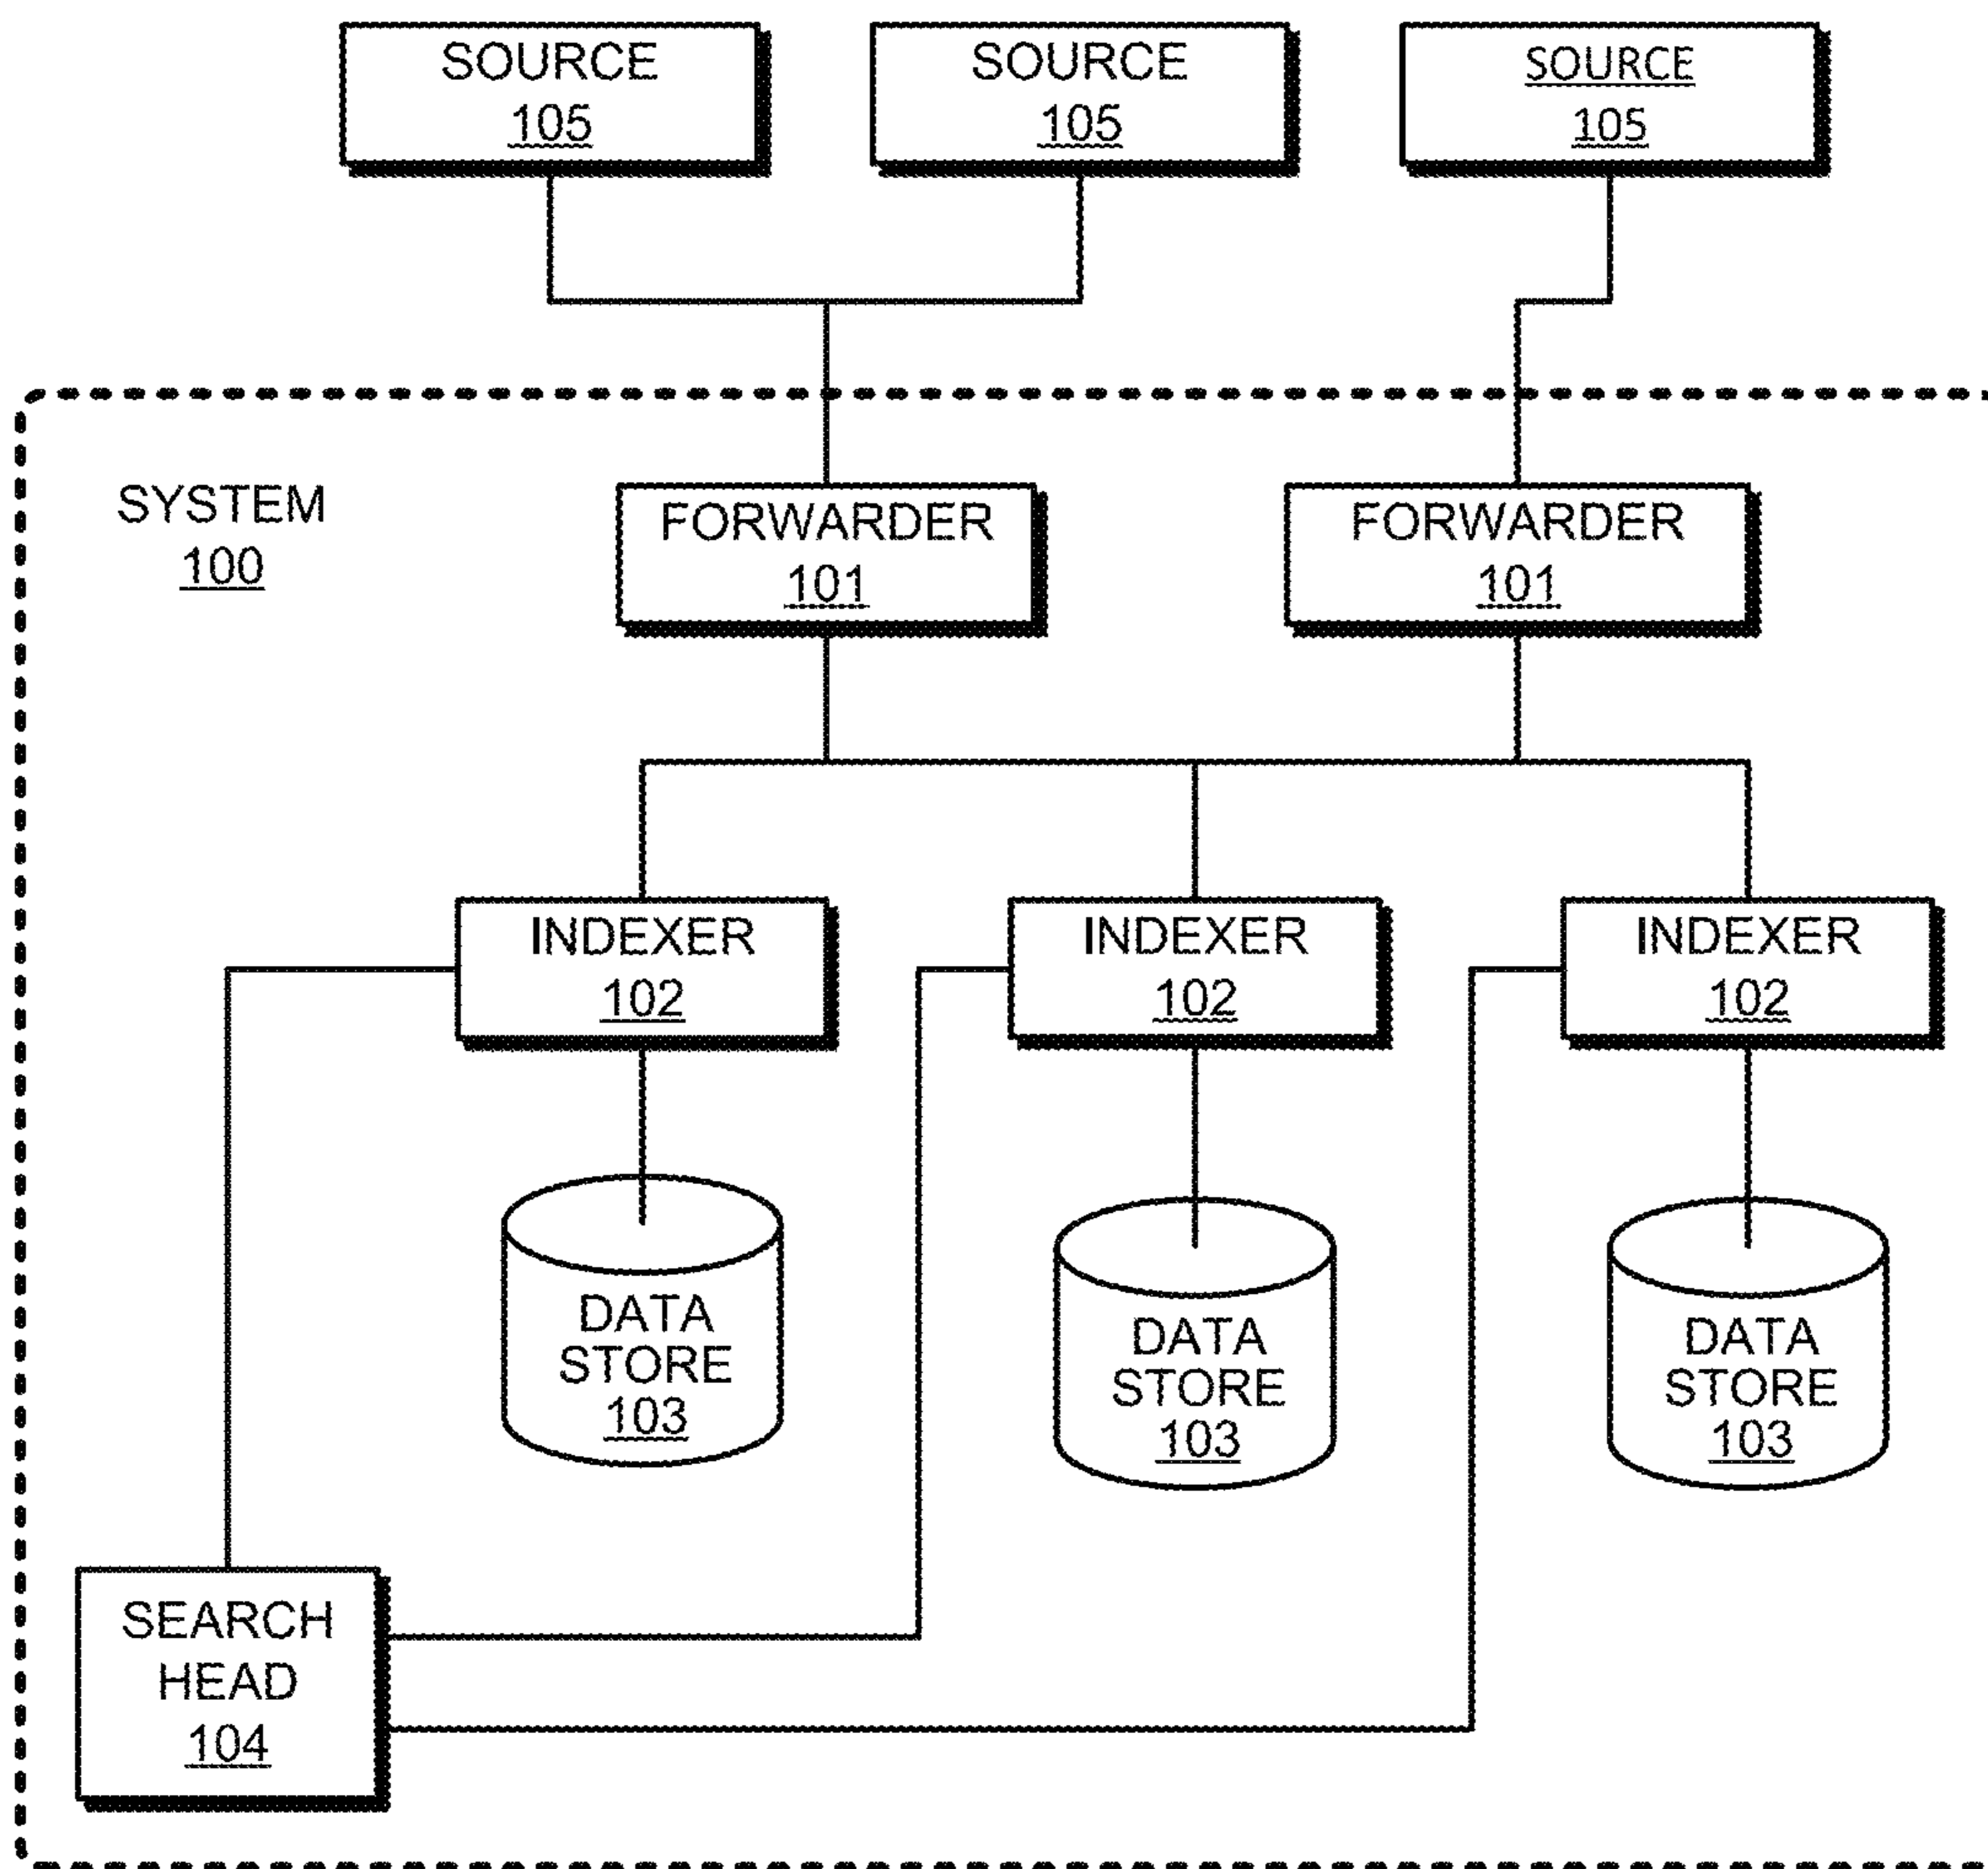 SOURCE
105
SOURCE
105
SOURCE
105
SYSTEM
100
FORWARDER
101
FORWARDER
101
INDEXER
102
INDEXER
102
INDEXER
102
DATA
STORE
103
DATA
STORE
103
DATA
STORE
103
SEARCH
HEAD
104